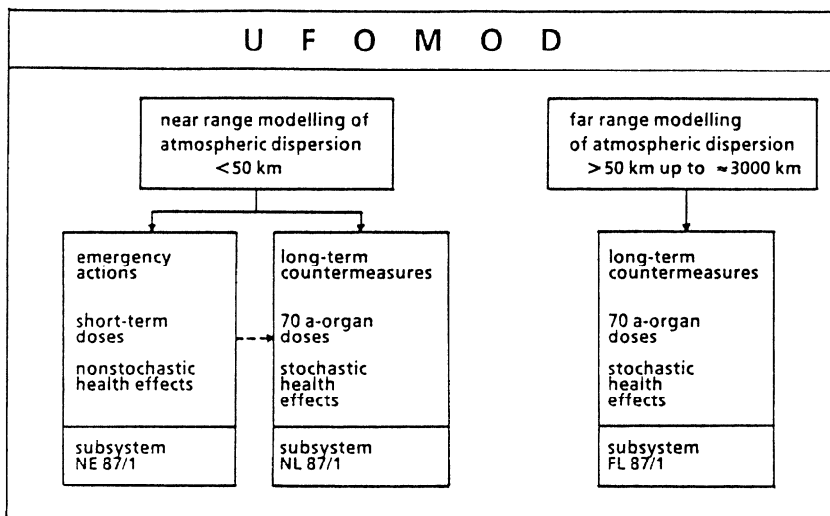 U F O M O D
near range modelling of
atmospheric dispersion
<50 km
far range modelling
of atmospheric dispersion
>50 km up to ≈3000 km
emergency
actions
short-term
doses
nonstochastic
health effects
subsystem
NE 87/1
long-term
countermeasures
70 a-organ
doses
stochastic
health
effects
subsystem
NL 87/1
long-term
countermeasures
70 a-organ
doses
stochastic
health
effects
subsystem
FL 87/1